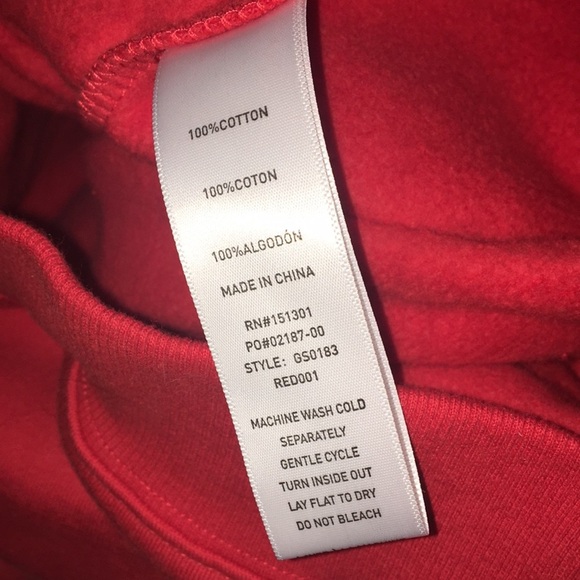 100%COTTON
100%COTON
100%ALGODÓN
MADE IN CHINA
RN#151301
PO#02187-00
STYLE: GS0183
RED001
MACHINE WASH COLD
SEPARATELY
GENTLE CYCLE
TURN INSIDE OUT
LAY FLAT TO DRY
DO NOT BLEACH